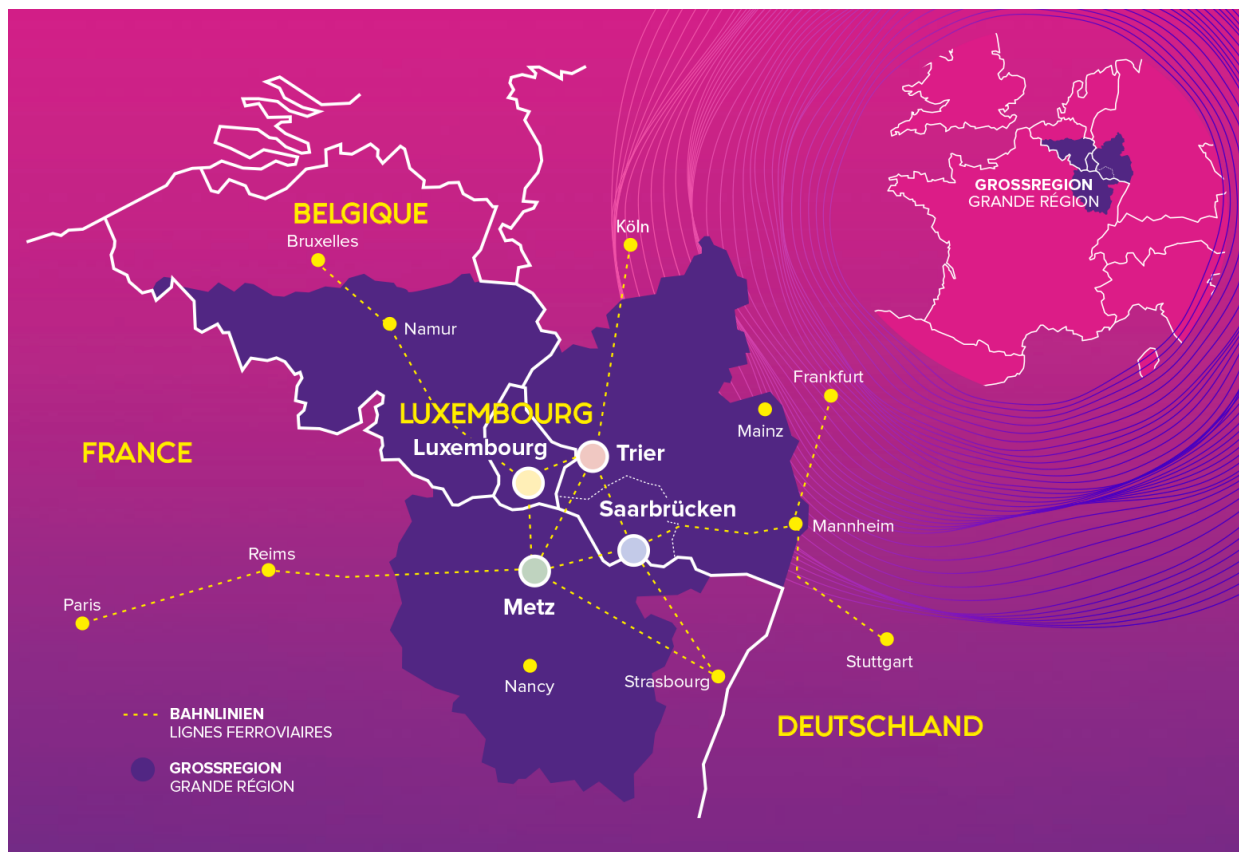 GROSSREGION
GRANDE RÉGION
BELGIQUE
Bruxelles
Köln
Namur
Frankfurt
LUXEMBOURG
Mainz
Luxembourg
Trier
FRANCE
Saarbrücken
Mannheim
Reims
Paris
Metz
Stuttgart
Nancy
Strasbourg
DEUTSCHLAND
BAHNLINIEN
LIGNES FERROVIAIRES
GROSSREGION
GRANDE RÉGION